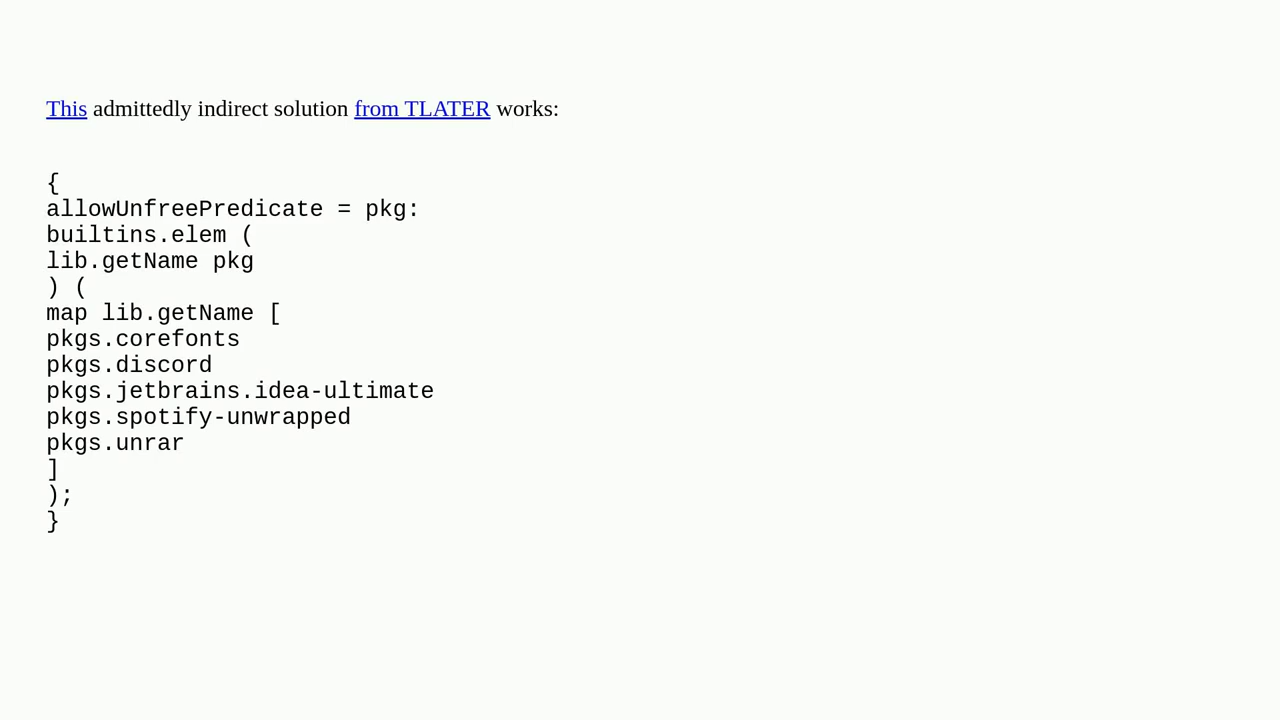 This admittedly indirect solution from TLATER works:
{
allowUnfreePredicate = pkg:
builtins.elem (
lib.getName pkg
) (
map lib.getName [
pkgs.corefonts
pkgs.discord
pkgs.jetbrains.idea-ultimate
pkgs.spotify-unwrapped
pkgs.unrar
]
);
}